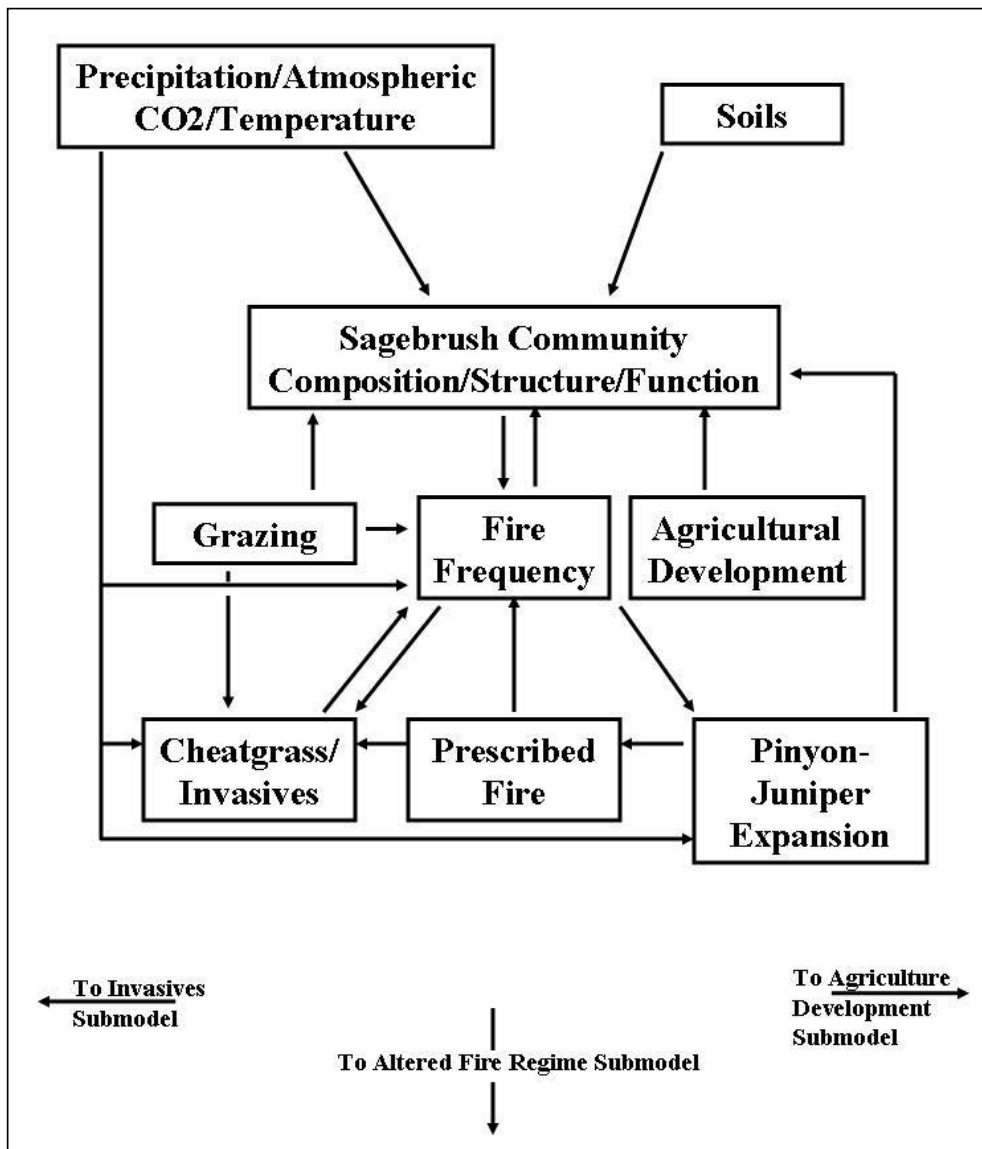 Precipitation/Atmospheric
CO2/Temperature
Soils
Sagebrush Community
Composition/Structure/Function
Grazing
Fire
Frequency
Agricultural
Development
Cheatgrass/
Invasives
Prescribed
Fire
Pinyon-
Juniper
Expansion
To Invasives
Submodel
To Altered Fire Regime Submodel
To Agriculture
Development
Submodel